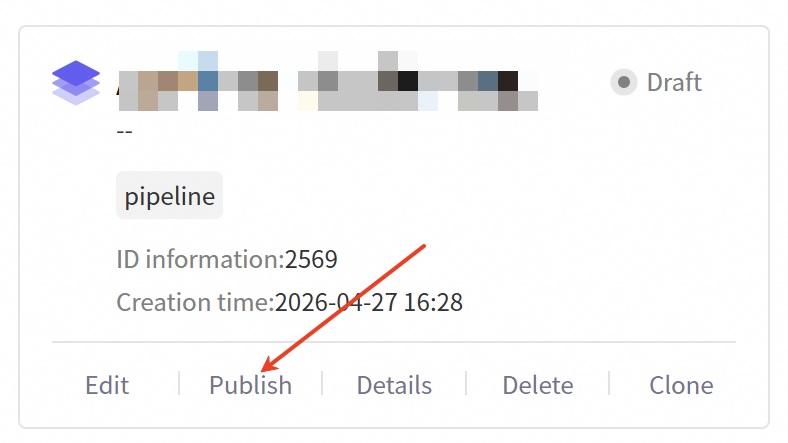 Draft
--
pipeline
ID information:2569
Creation time:2026-04-27 16:28
Edit
Publish
Details
Delete
Clone